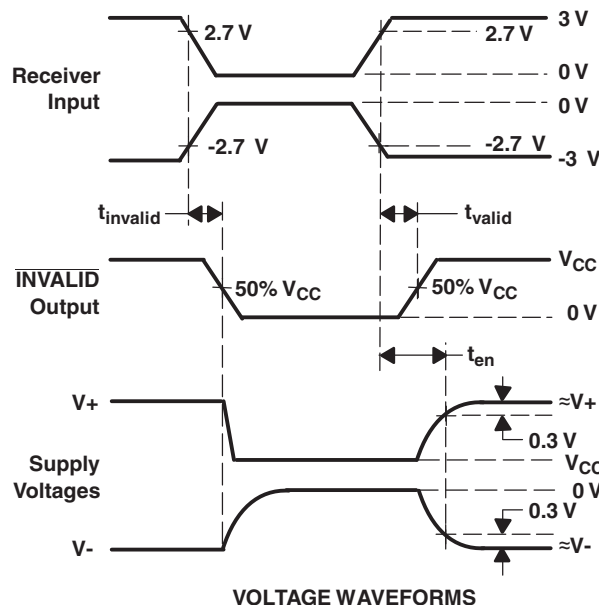 3 V
2.7 V
2.7 V
Receiver
Input
0 V
0 V
-2.7 V
-2.7 V
-3 V
tinvalid
tvalid
INVALID
Output
VCC
50% VCC
50% VCC
0 V
ten
V+
≈V+
0.3 V
Supply
Voltages
VCC
0 V
0.3 V
V-
≈V-
VOLTAGE WAVEFORMS